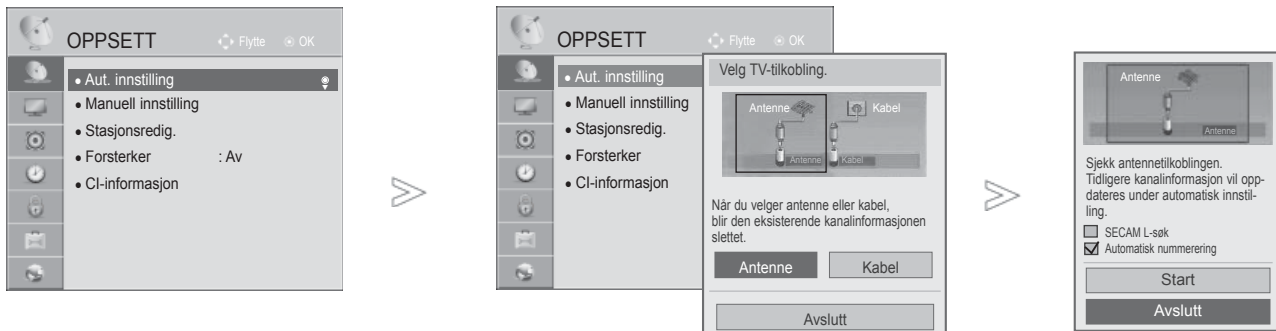 OPPSETT
Flytte OK
• Aut. innstilling
• Manuell innstilling
• Stasjonsredig.
• Forsterker : Av
• CI-informasjon
>>
OPPSETT
Flytte OK
• Aut. innstilling
• Manuell innstilling
• Stasjonsredig.
• Forsterker
• CI-informasjon
Velg TV-tilkobling.
Antenne Kabel
Antenne Kabel
Når du velger antenne eller kabel,
blir den eksisterende kanalinformasjonen
slettet.
Antenne Kabel
Avslutt
>>
Antenne
Antenne
Sjekk antennetilkoblingen.
Tidligere kanalinformasjon vil opp-
dateres under automatisk innstil-
ling.
SECAM L-søk
Automatisk nummerering
Start
Avslutt